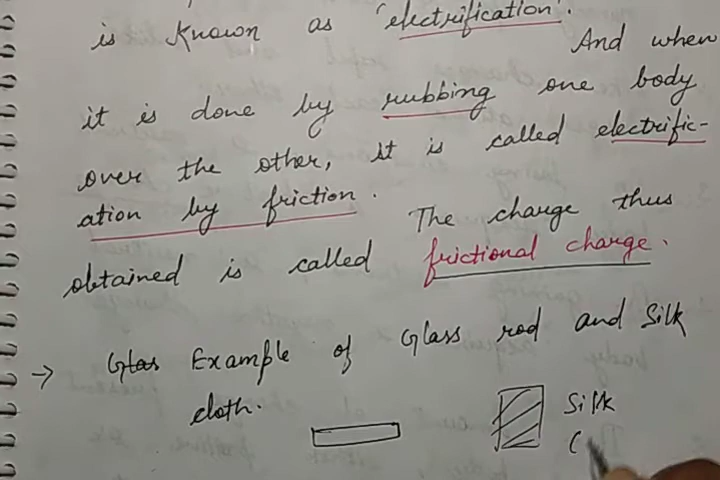 is known as 'electrification'.
And when
it is done by rubbing one body
over the other, it is called electrific-
ation by friction. The charge thus
obtained is called frictional charge.
→ Glas Example of Glass rod and Silk
cloth.
Silk
(